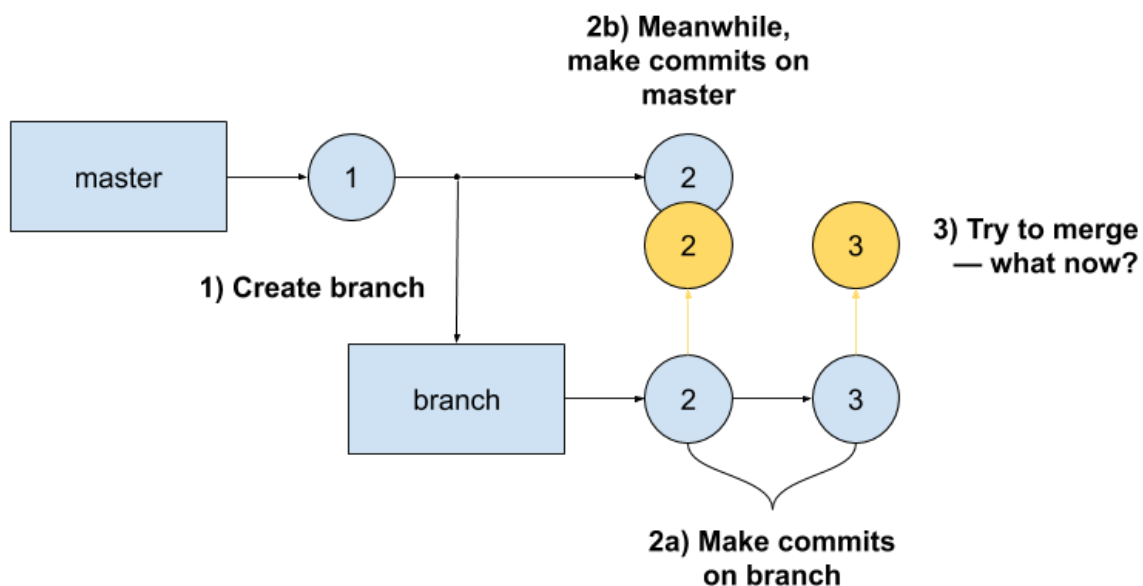 2b) Meanwhile,
make commits on
master
master
1
2
2
3
3) Try to merge
— what now?
1) Create branch
branch
2
3
2a) Make commits
on branch